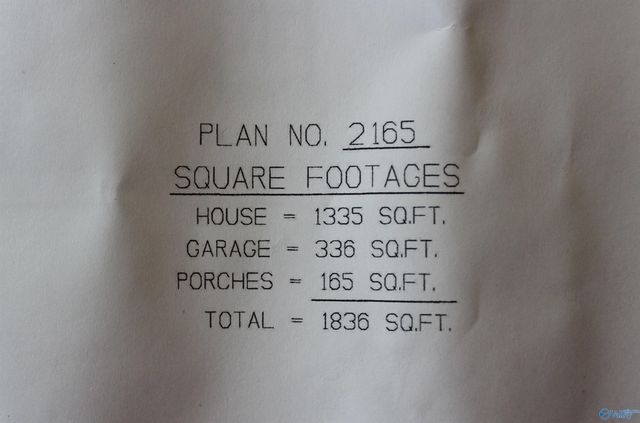 PLAN NO. 2165
SQUARE FOOTAGES
HOUSE = 1335 SQ.FT.
GARAGE = 336 SQ.FT.
PORCHES = 165 SQ.FT.
TOTAL = 1836 SQ.FT.